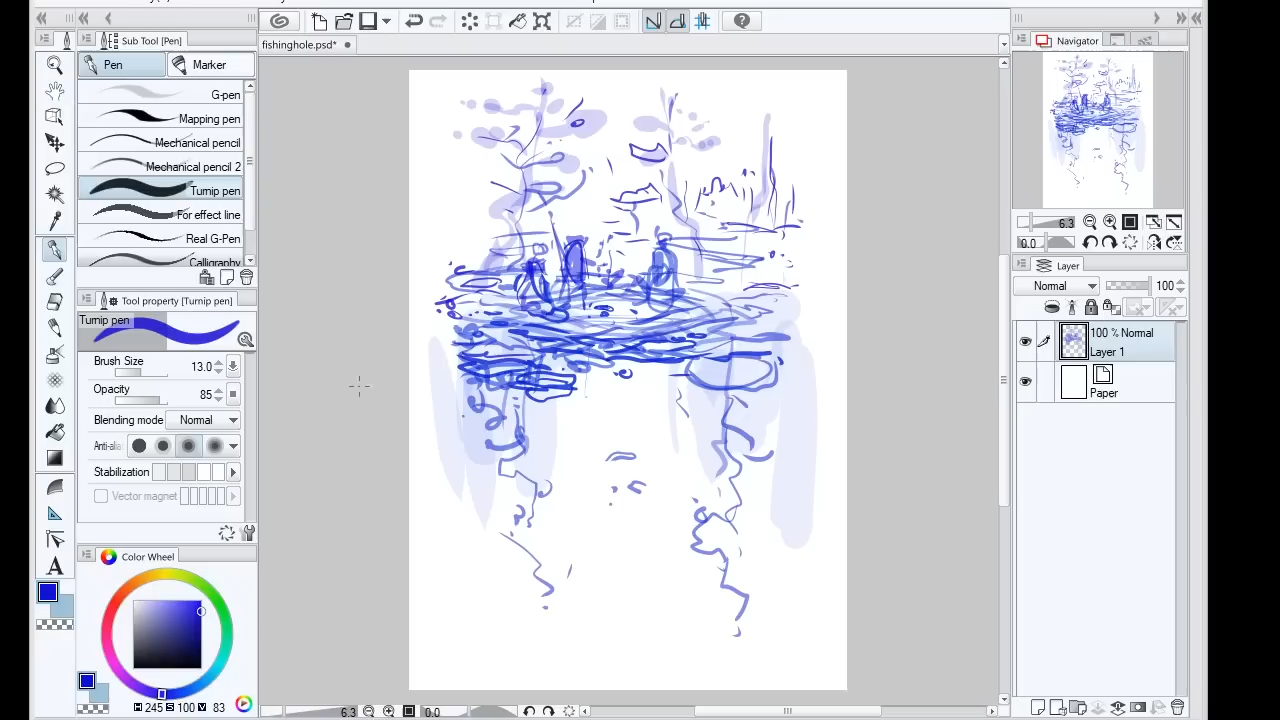 Sub Tool [Pen]
fishinghole.psd*
Navigator
Pen
Marker
G-pen
Mapping pen
Mechanical pencil
Mechanical pencil 2
Turnip pen
For effect line
Real G-Pen
Calligraphy
6.3
0.0
Layer
Normal
100
Tool property [Turnip pen]
Turnip pen
100 % Normal
Layer 1
Brush Size
13.0
Paper
Opacity
85
Blending mode
Normal
Anti-ali
Stabilization
Vector magnet
Color Wheel
A
H 245 S 100 V 83
6.3
0.0